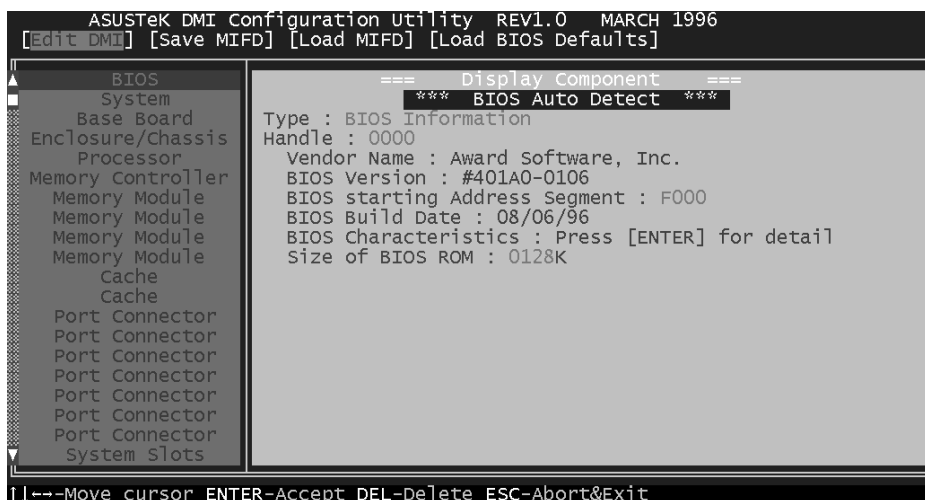 ASUSTeK DMI Configuration Utility REV1.0 MARCH 1996
[Edit DMI] [Save MIFD] [Load MIFD] [Load BIOS Defaults]
BIOS
System
Base Board
Enclosure/Chassis
Processor
Memory Controller
Memory Module
Memory Module
Memory Module
Memory Module
Cache
Cache
Port Connector
Port Connector
Port Connector
Port Connector
Port Connector
Port Connector
Port Connector
System Slots
=== Display Component ===
*** BIOS Auto Detect ***
Type : BIOS Information
Handle : 0000
Vendor Name : Award Software, Inc.
BIOS Version : #401A0-0106
BIOS starting Address Segment : F000
BIOS Build Date : 08/06/96
BIOS Characteristics : Press [ENTER] for detail
Size of BIOS ROM : 0128K
↑↓←→-Move cursor ENTER-Accept DEL-Delete ESC-Abort&Exit